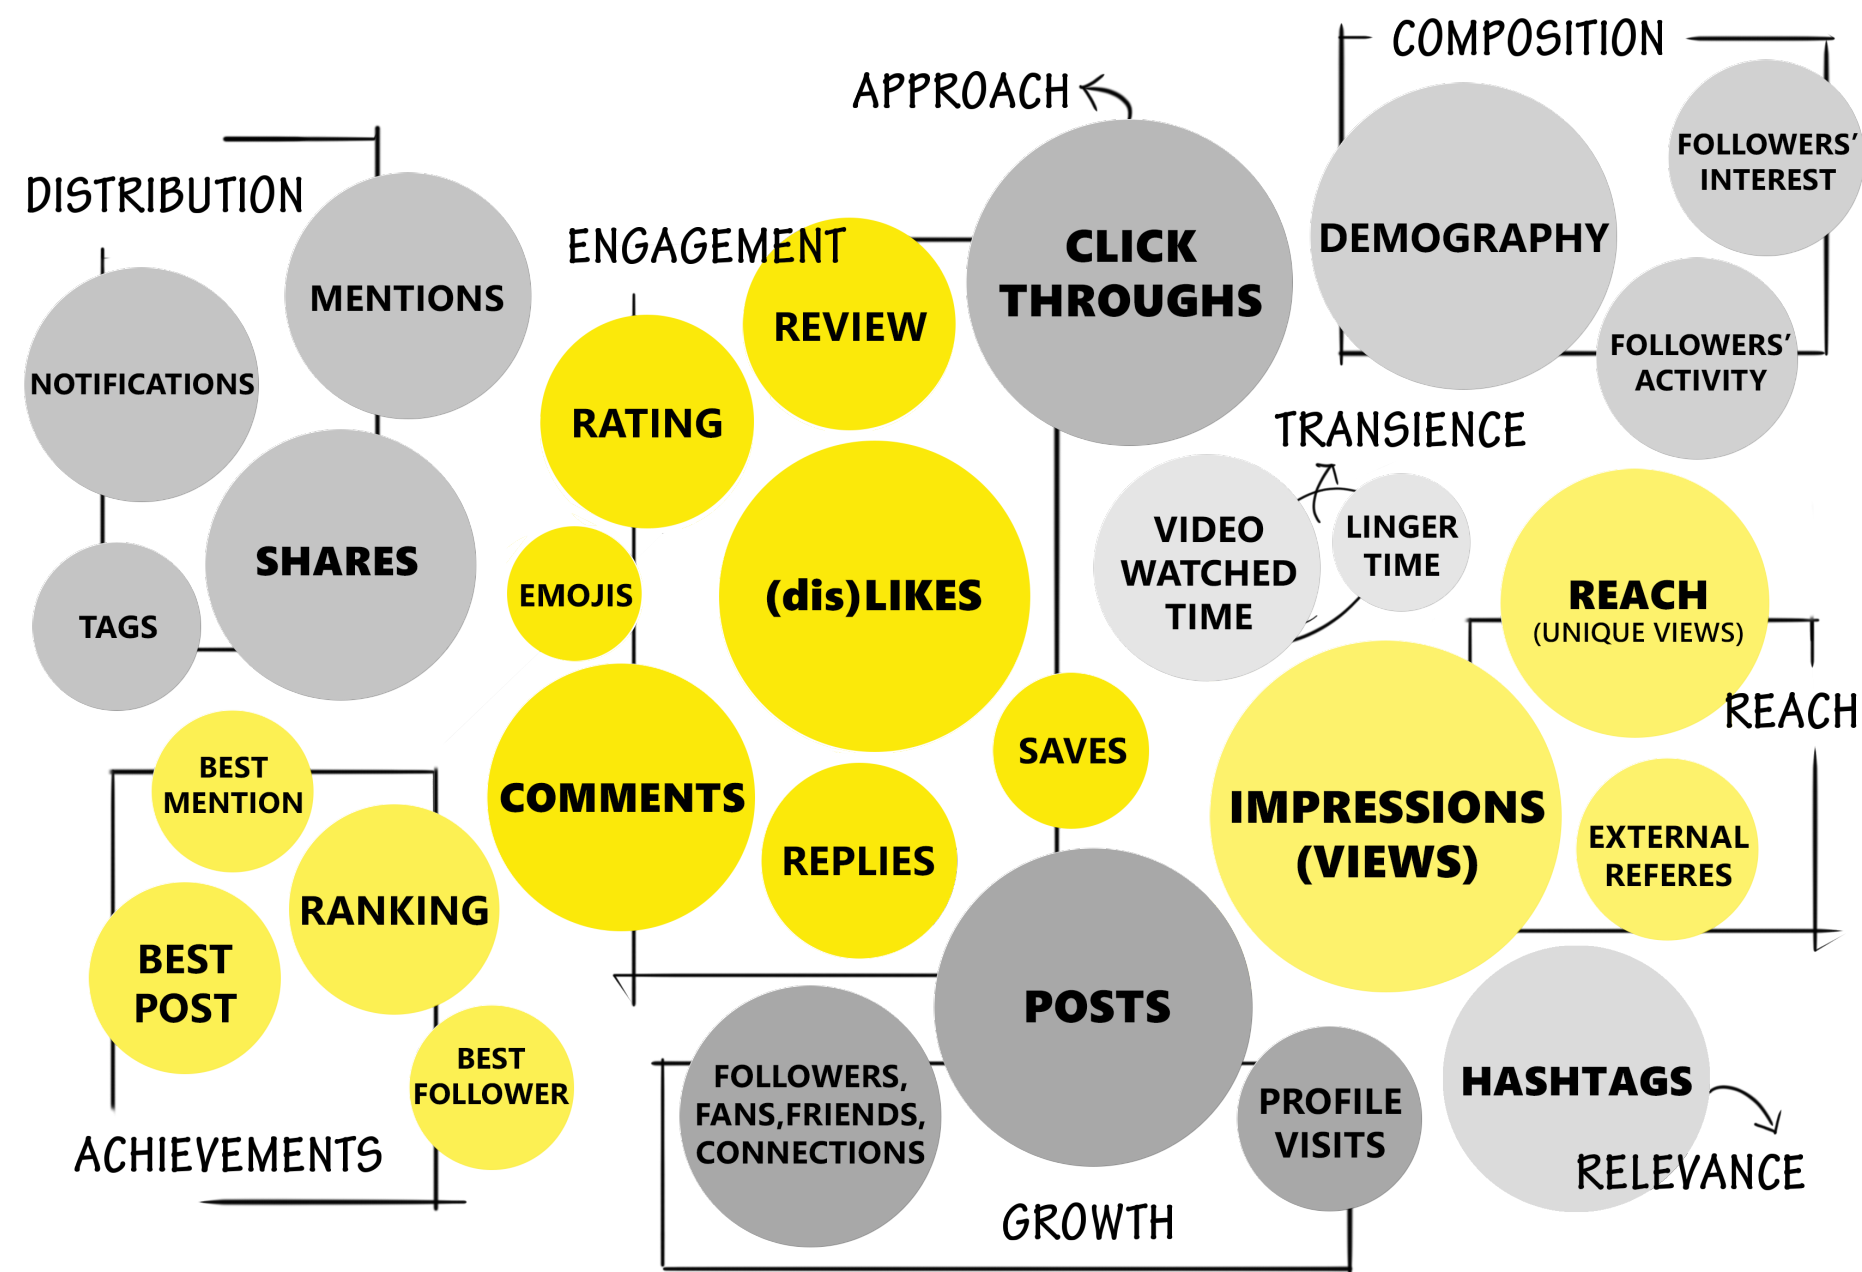 COMPOSITION
APPROACH
FOLLOWERS'
INTEREST
DISTRIBUTION
DEMOGRAPHY
CLICK
THROUGHS
ENGAGEMENT
MENTIONS
REVIEW
NOTIFICATIONS
RATING
FOLLOWERS'
ACTIVITY
TRANSIENCE
VIDEO
WATCHED
TIME
LINGER
TIME
SHARES
EMOJIS
(dis)LIKES
REACH
(UNIQUE VIEWS)
TAGS
REACH
SAVES
BEST
MENTION
COMMENTS
IMPRESSIONS
(VIEWS)
REPLIES
EXTERNAL
REFERES
RANKING
BEST
POST
POSTS
BEST
FOLLOWER
FOLLOWERS,
FANS,FRIENDS,
CONNECTIONS
PROFILE
VISITS
HASHTAGS
ACHIEVEMENTS
RELEVANCE
GROWTH